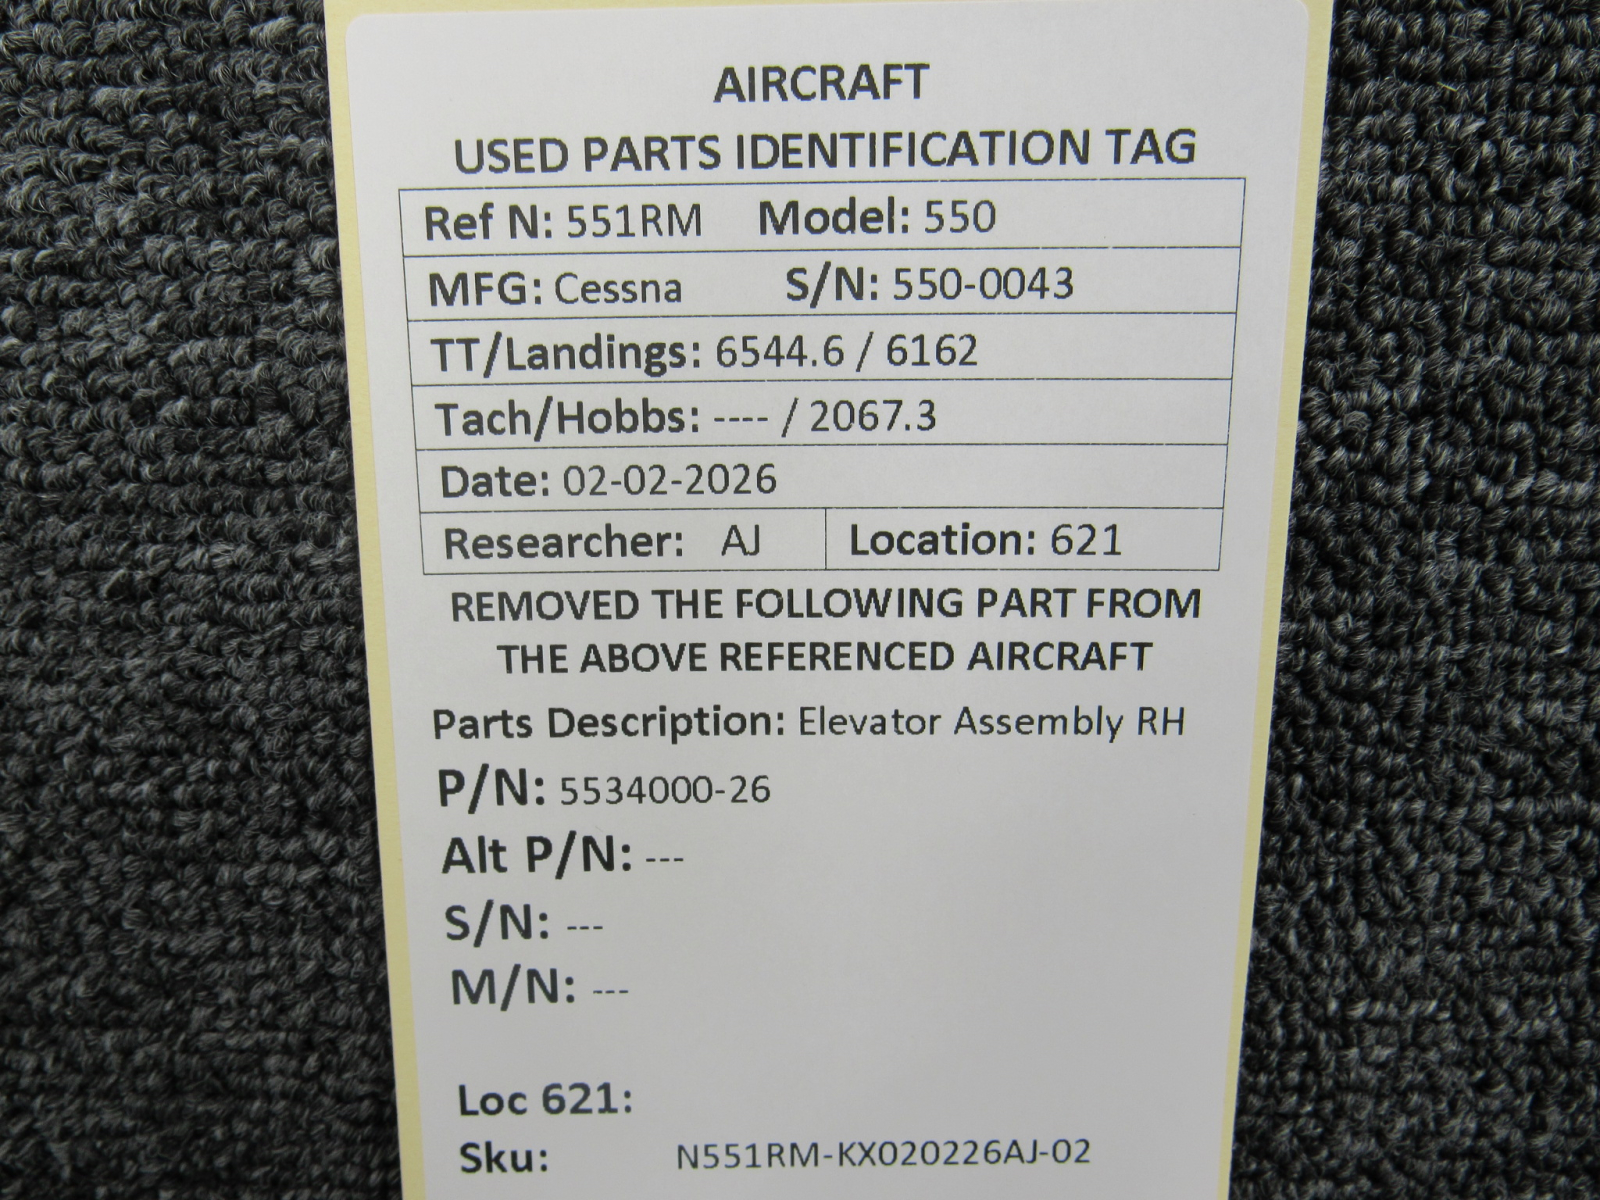 AIRCRAFT
USED PARTS IDENTIFICATION TAG
Ref N: 551RM Model: 550
MFG: Cessna S/N: 550-0043
TT/Landings: 6544.6 / 6162
Tach/Hobbs: ---- / 2067.3
Date: 02-02-2026
Researcher: AJ Location: 621
REMOVED THE FOLLOWING PART FROM
THE ABOVE REFERENCED AIRCRAFT
Parts Description: Elevator Assembly RH
P/N: 5534000-26
Alt P/N: ---
S/N: ---
M/N: ---
Loc 621:
Sku: N551RM-KX020226AJ-02